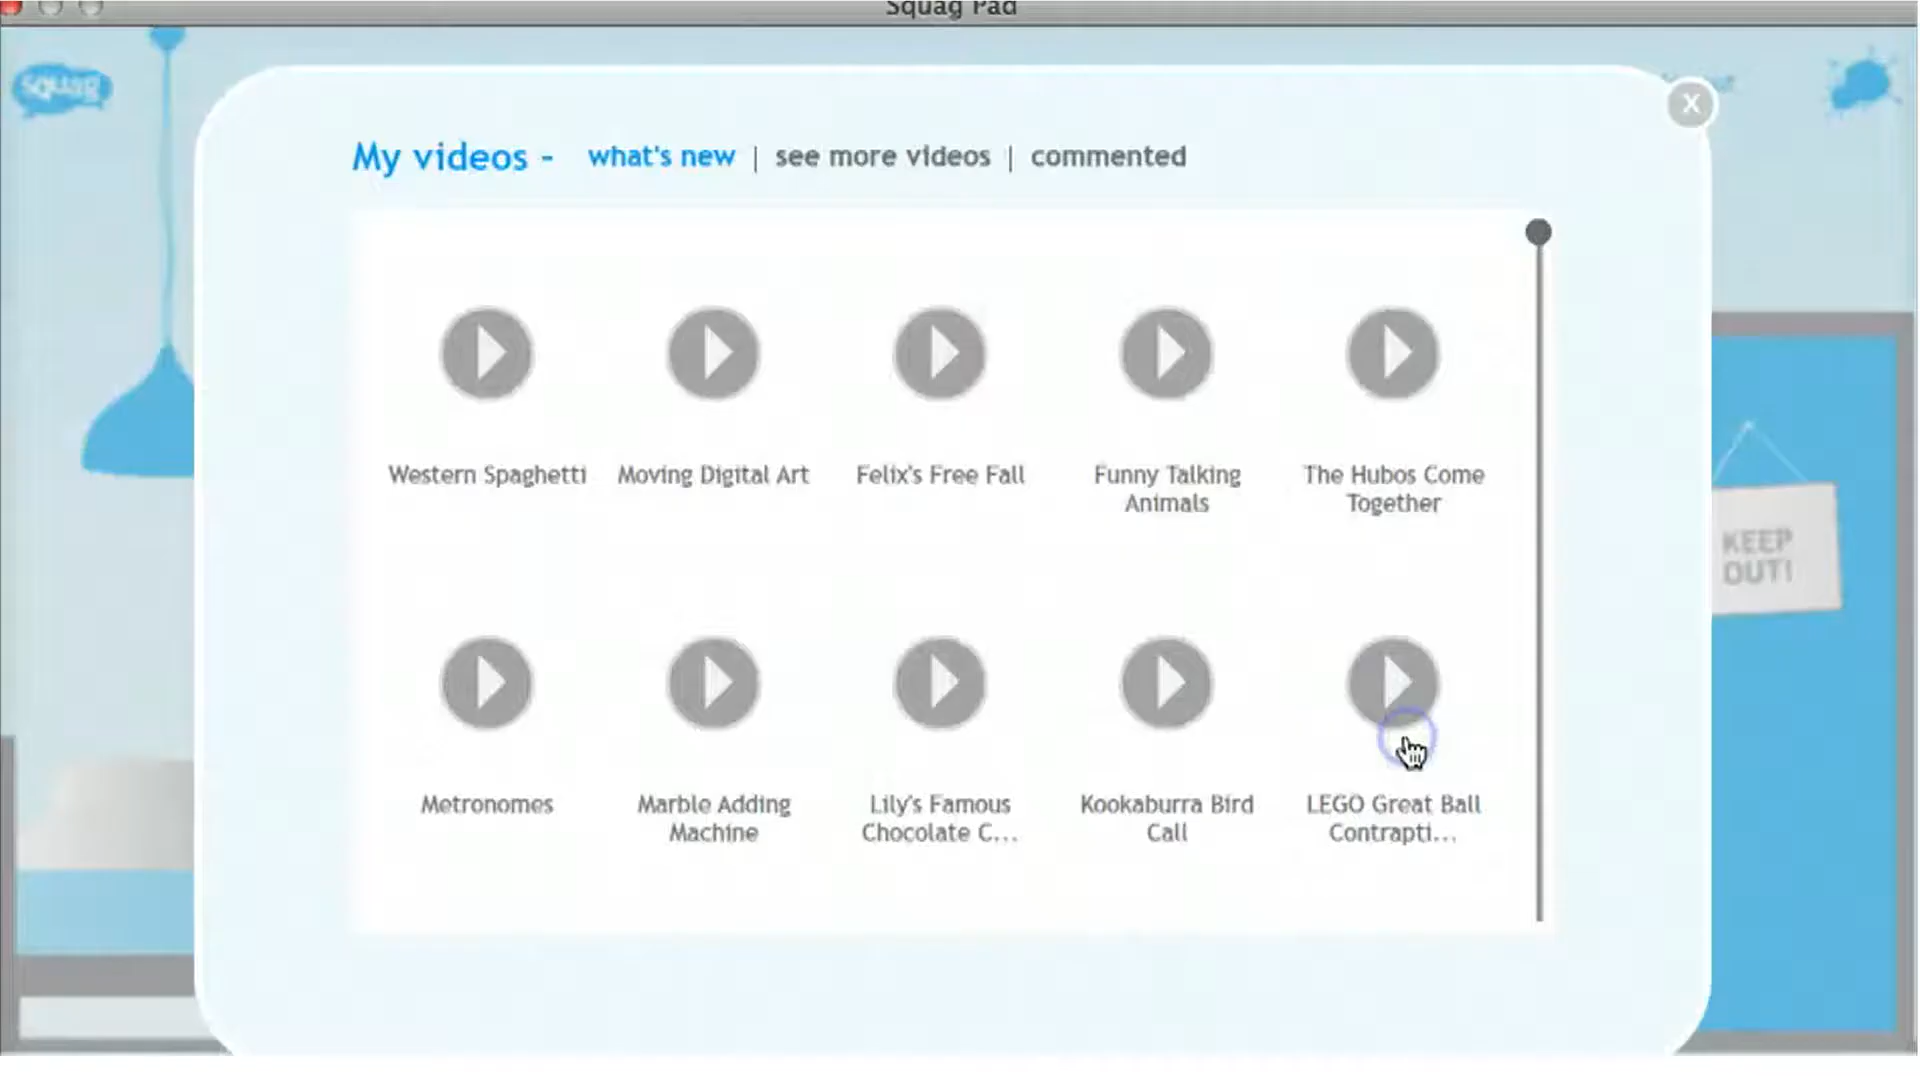 Squag Pad
squag
My videos - what's new | see more videos | commented
Western Spaghetti
Moving Digital Art
Felix's Free Fall
Funny Talking
Animals
The Hubos Come
Together
KEEP
OUT!
Metronomes
Marble Adding
Machine
Lily's Famous
Chocolate C...
Kookaburra Bird
Call
LEGO Great Ball
Contrapti...
X